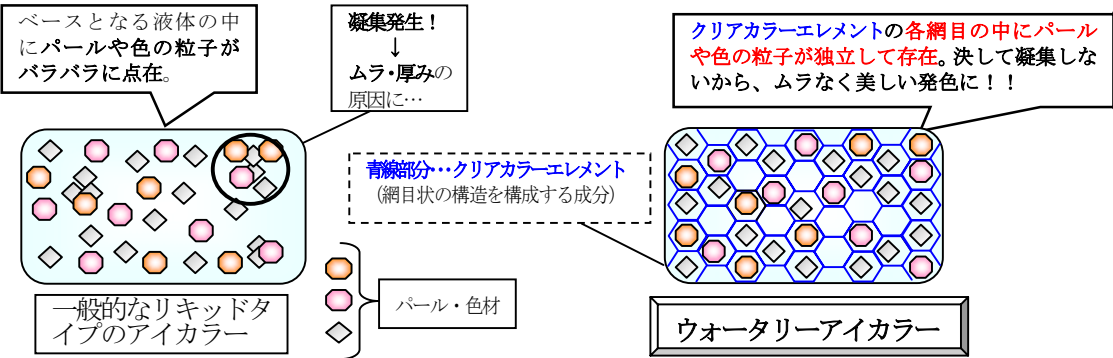 ベースとなる液体の中
にパールや色の粒子が
バラバラに点在。
凝集発生！
↓
ムラ・厚みの
原因に…
クリアカラーエレメントの各網目の中にパール
や色の粒子が独立して存在。決して凝集しな
いから、ムラなく美しい発色に！！
青線部分…クリアカラーエレメント
（網目状の構造を構成する成分）
一般的なリキッドタ
イプのアイカラー
パール・色材
ウォータリーアイカラー